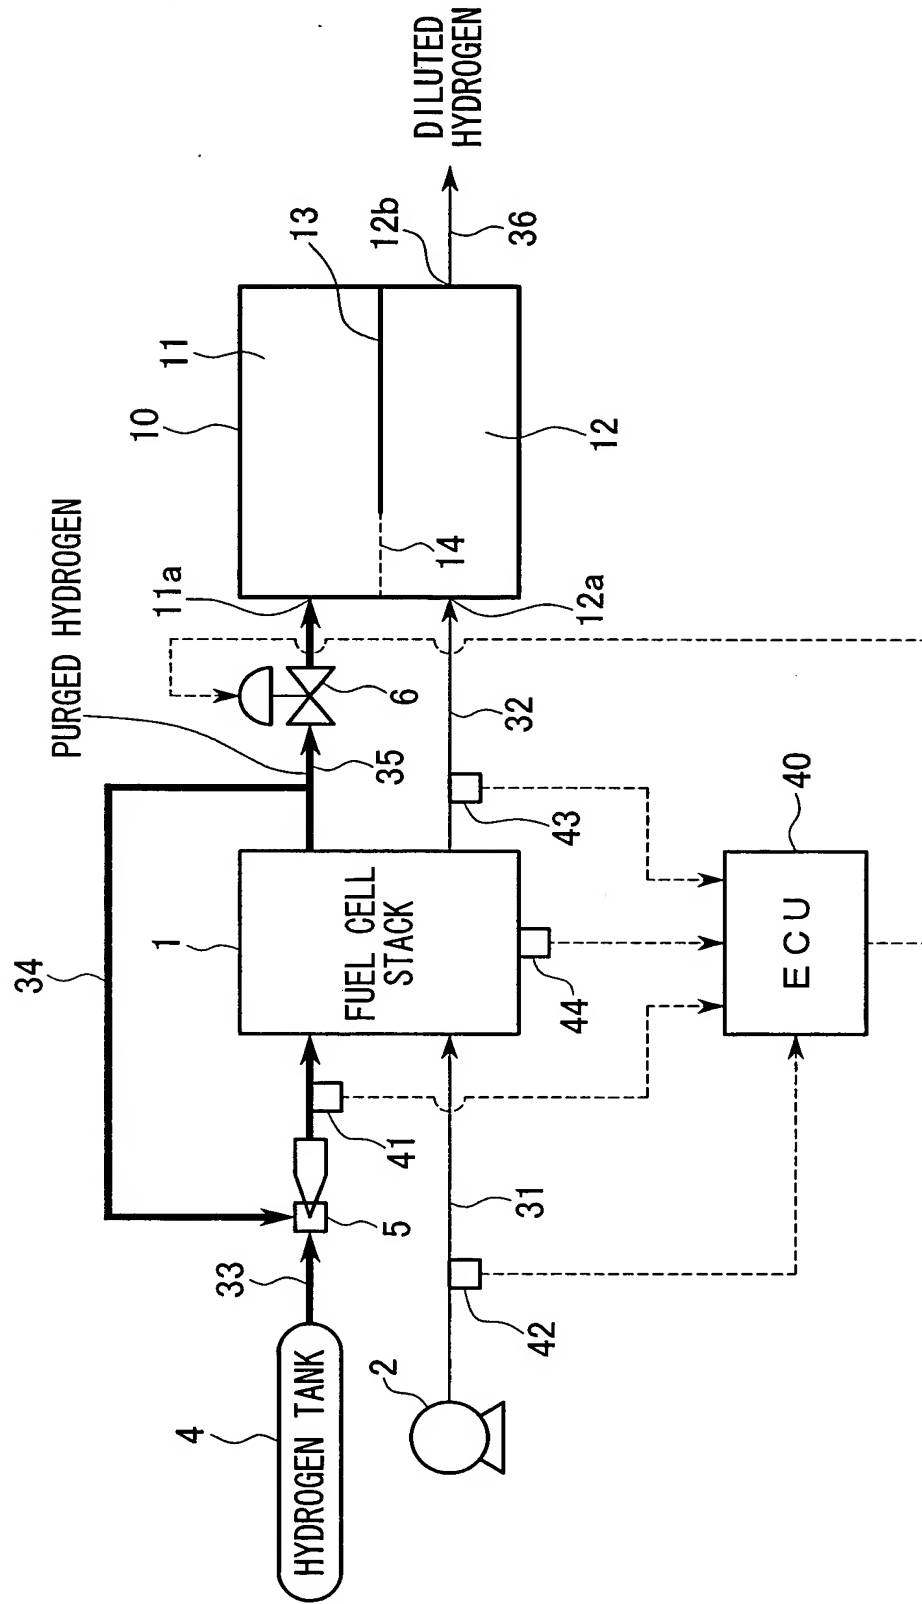 HYDROGEN TANK
4
33
5
34
41
2
42
31
1
FUEL CELL
STACK
44
43
32
35
PURGED HYDROGEN
6
11a
12a
10
11
14
13
12
12b
36
DILUTED
HYDROGEN
40
ECU